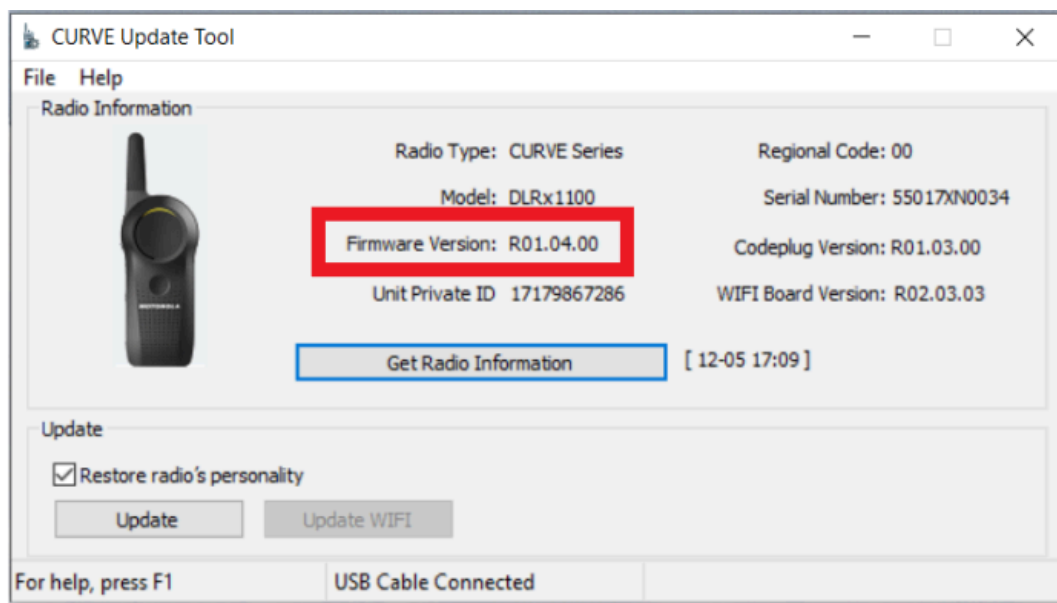 CURVE Update Tool
File Help
Radio Information
Radio Type: CURVE Series Regional Code: 00
Model: DLRx1100 Serial Number: 55017XN0034
Firmware Version: R01.04.00 Codeplug Version: R01.03.00
Unit Private ID 17179867286 WIFI Board Version: R02.03.03
Get Radio Information [ 12-05 17:09 ]
MOTOROLA
Update
Restore radio's personality
Update Update WIFI
For help, press F1 USB Cable Connected